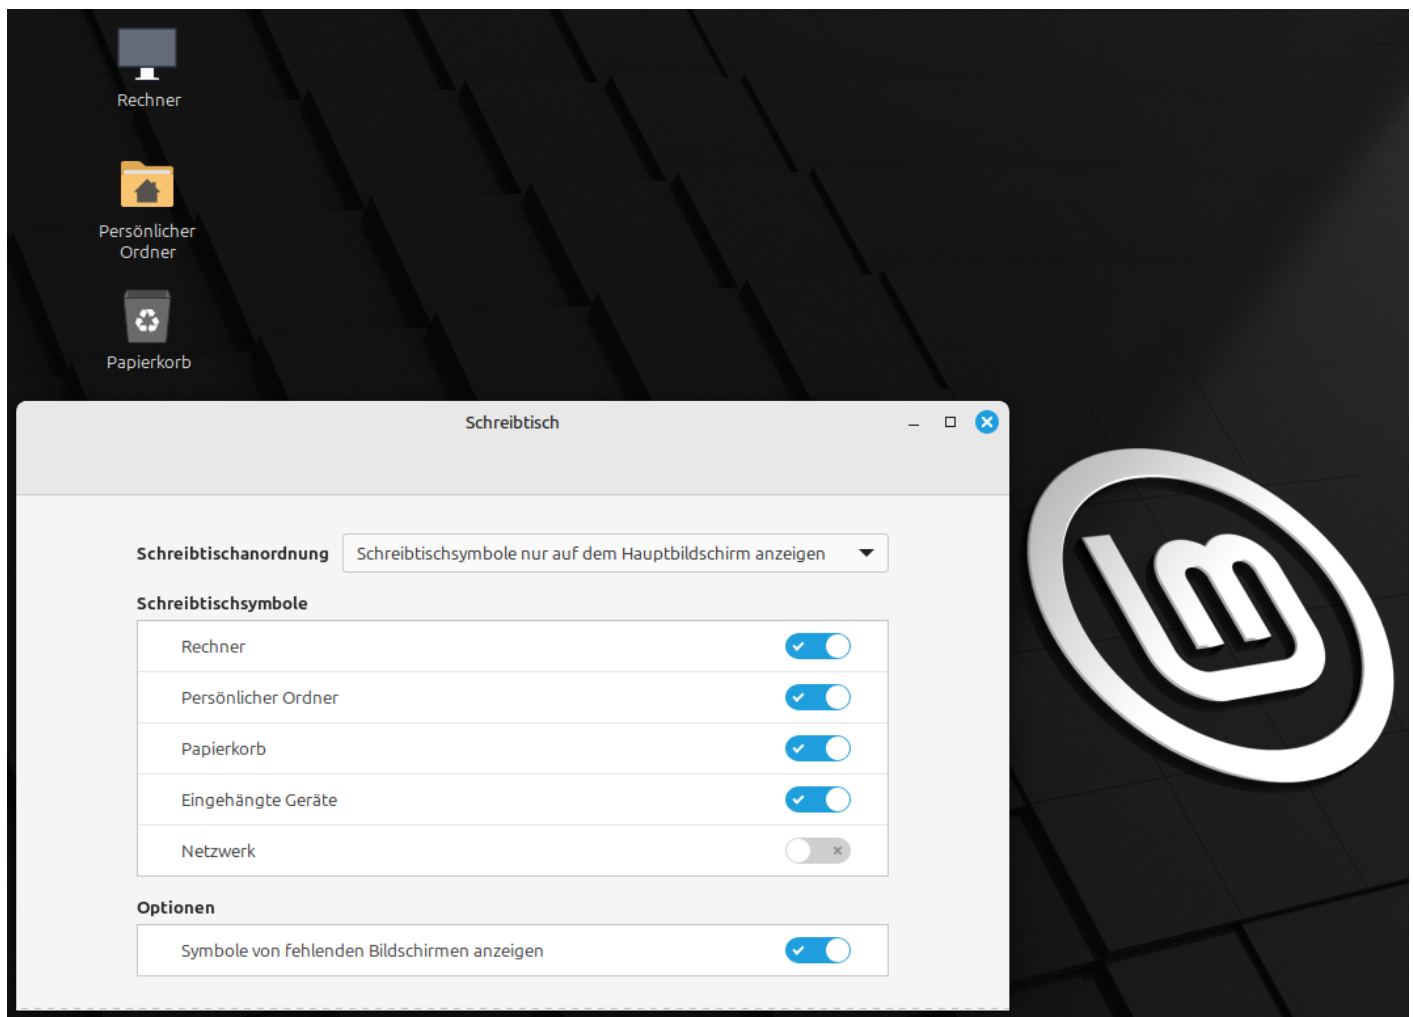 Rechner
Persönlicher
Ordner
Papierkorb
Schreibtisch
Schreibtischanordnung Schreibtischsymbole nur auf dem Hauptbildschirm anzeigen
Schreibtischsymbole
Rechner
Persönlicher Ordner
Papierkorb
Eingehängte Geräte
Netzwerk
Optionen
Symbole von fehlenden Bildschirmen anzeigen